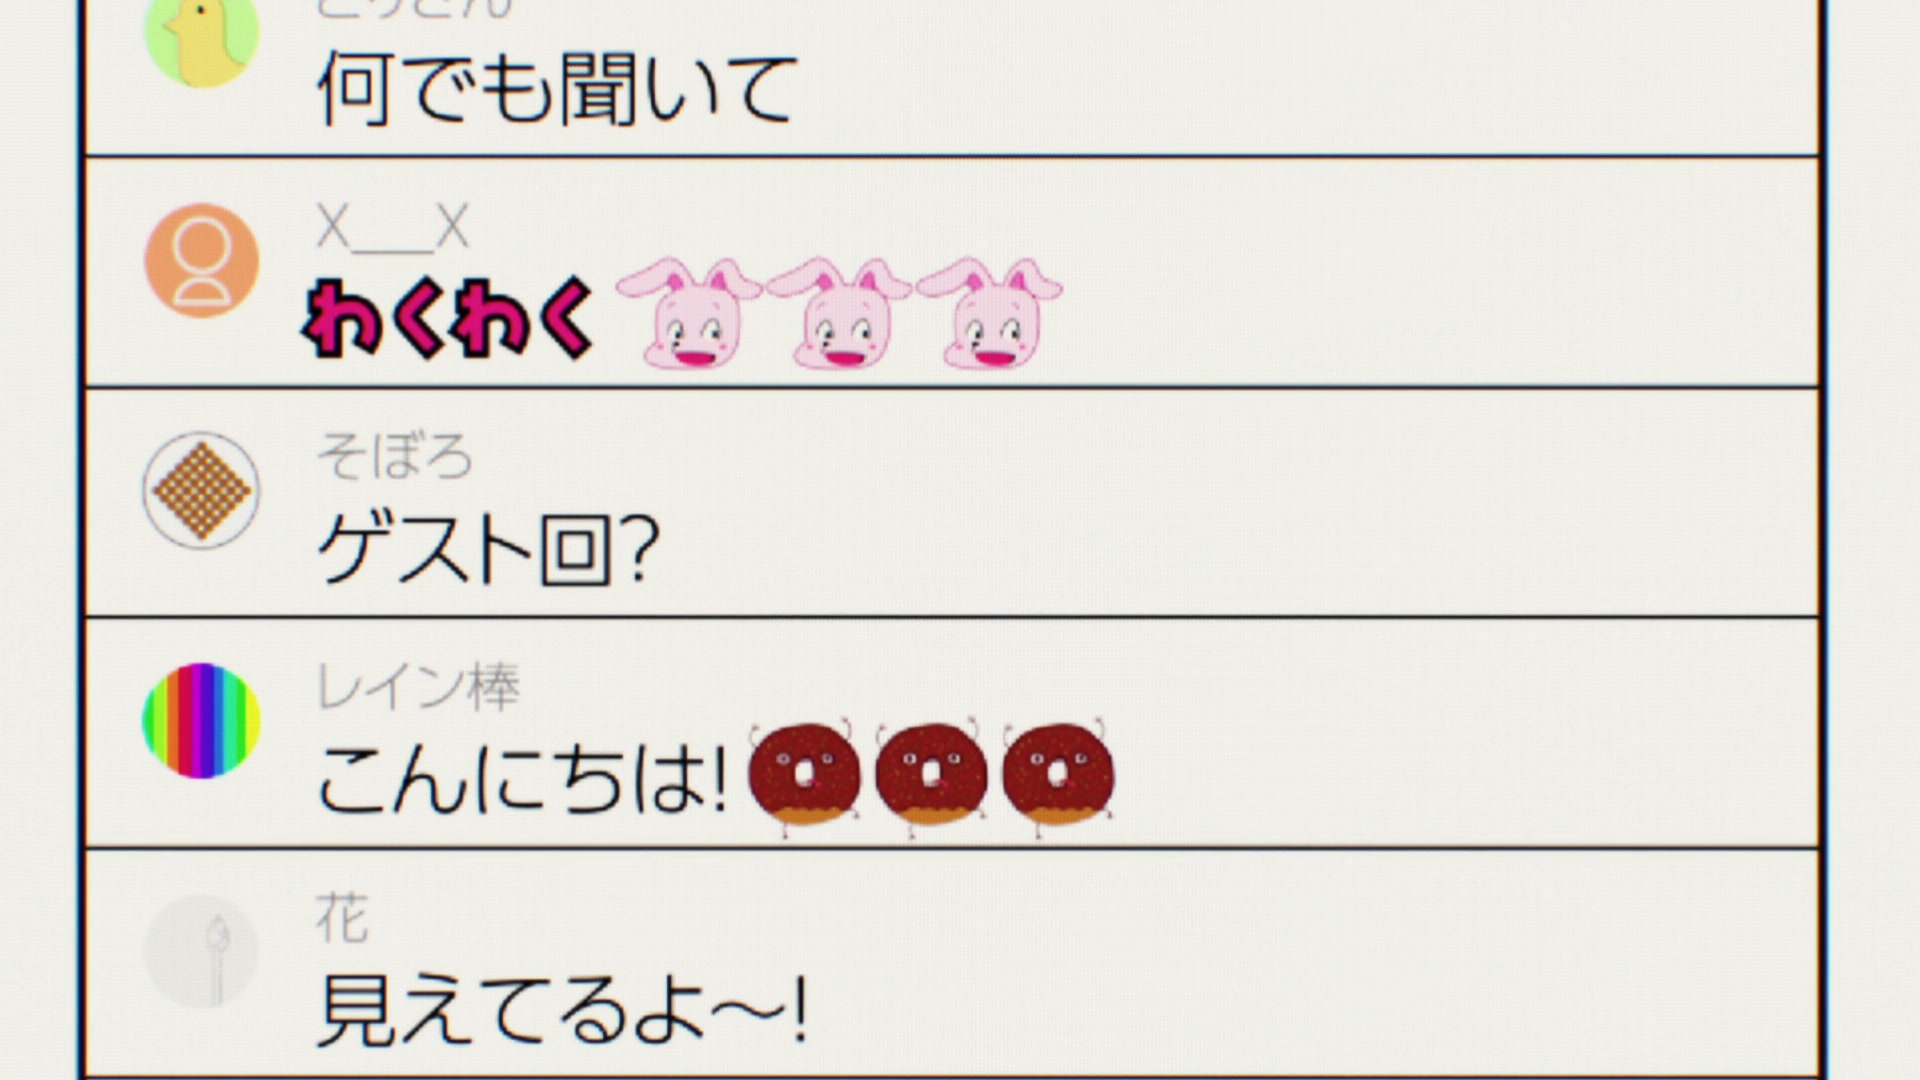 何でも聞いて
X___X
わくわく
そぼろ
ゲスト回?
レイン棒
こんにちは!
花
見えてるよ〜!